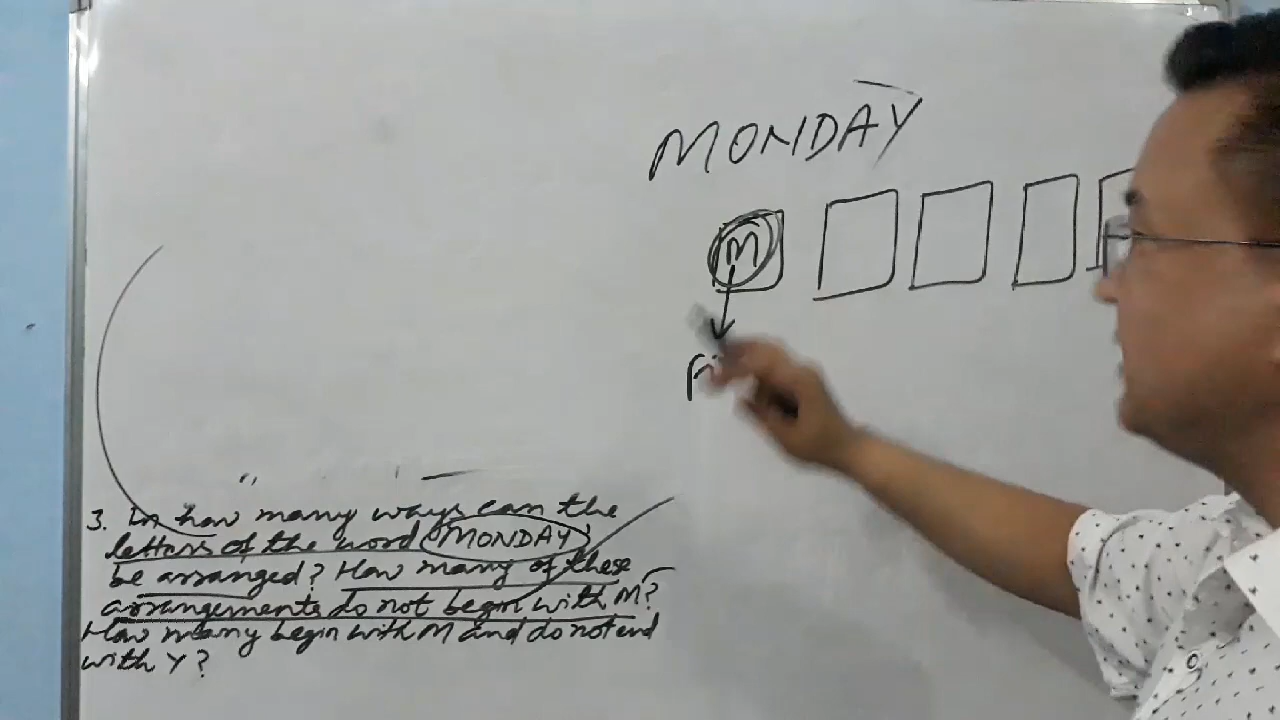 MONDAY
M
3. In how many ways can the
letters of the word MONDAY
be arranged? How many of these
arrangements do not begin with M?
How many begin with M and do not end
with Y?